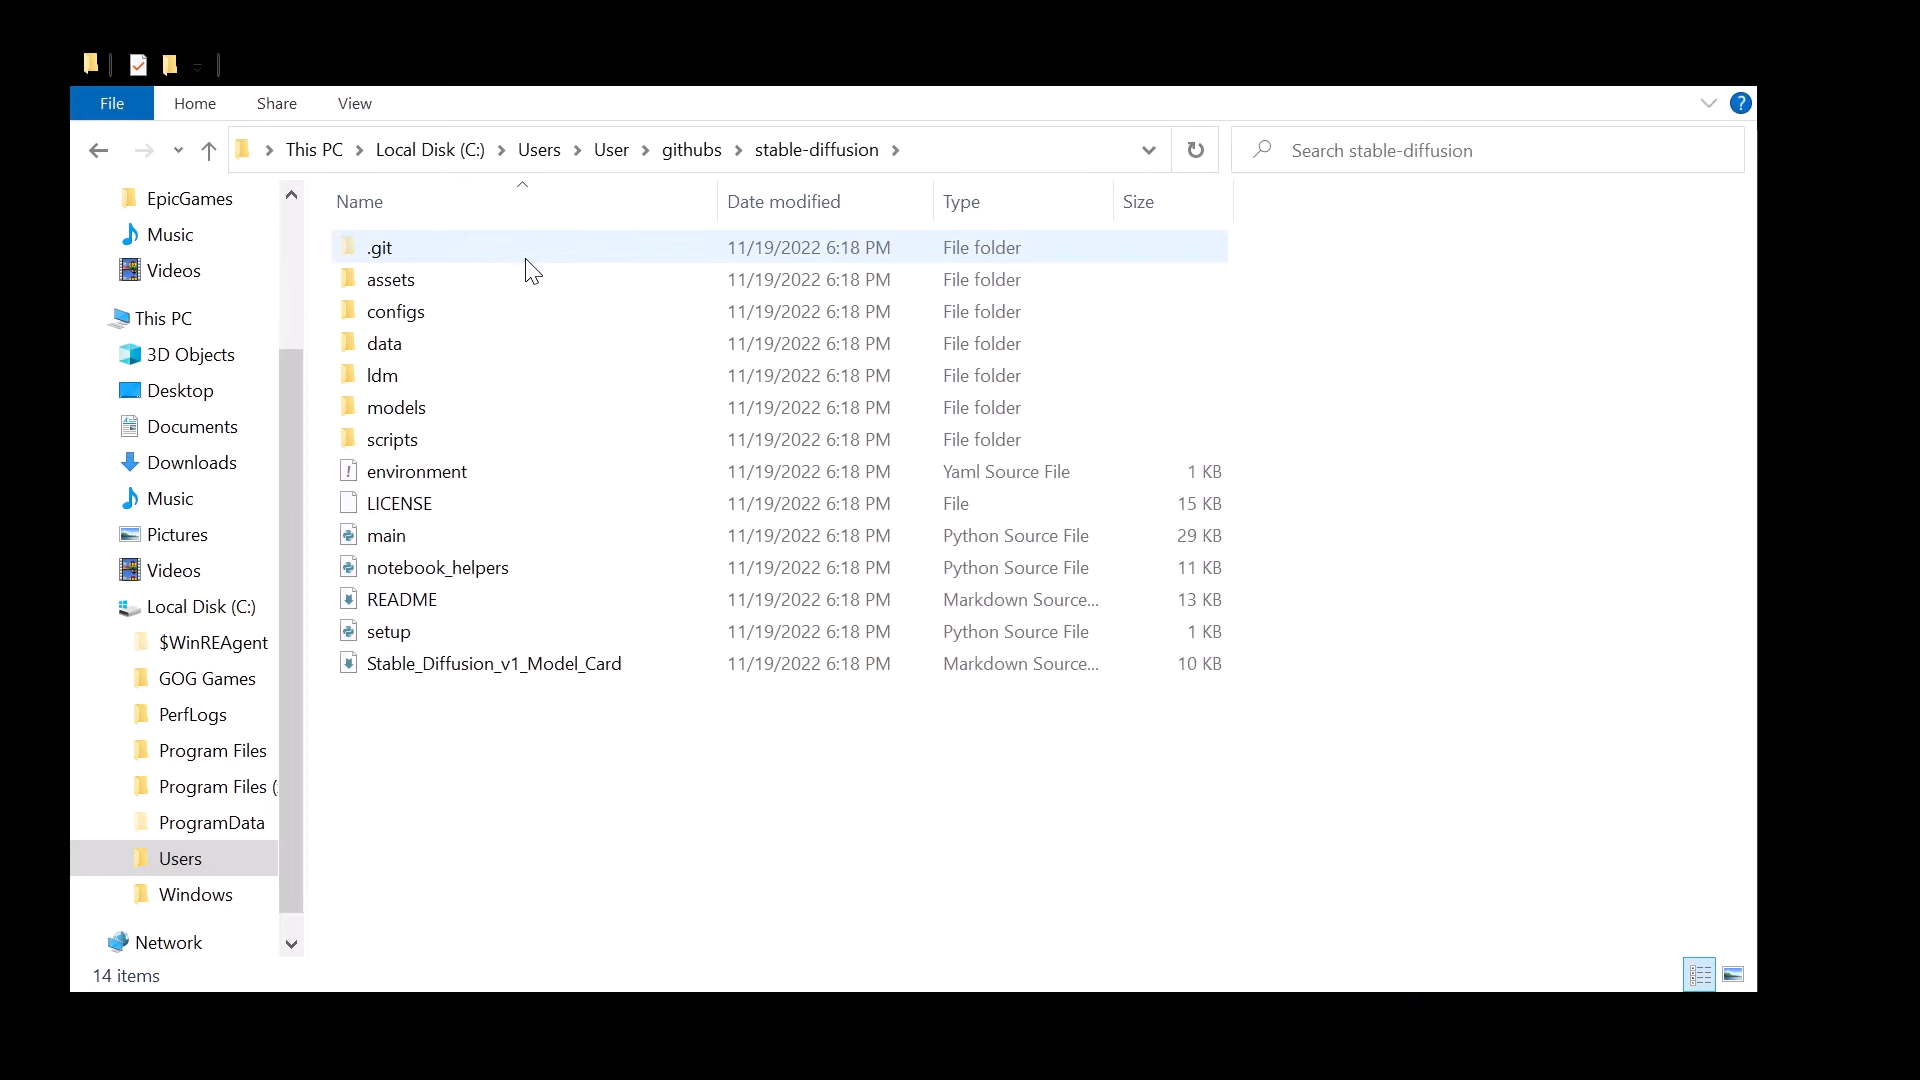 File Home Share View ?
This PC > Local Disk (C:) > Users > User > githubs > stable-diffusion >
Search stable-diffusion
EpicGames
Music
Videos
This PC
3D Objects
Desktop
Documents
Downloads
Music
Pictures
Videos
Local Disk (C:)
$WinREAgent
GOG Games
PerfLogs
Program Files
Program Files (
ProgramData
Users
Windows
Network
Name Date modified Type Size
.git 11/19/2022 6:18 PM File folder
assets 11/19/2022 6:18 PM File folder
configs 11/19/2022 6:18 PM File folder
data 11/19/2022 6:18 PM File folder
ldm 11/19/2022 6:18 PM File folder
models 11/19/2022 6:18 PM File folder
scripts 11/19/2022 6:18 PM File folder
environment 11/19/2022 6:18 PM Yaml Source File 1 KB
LICENSE 11/19/2022 6:18 PM File 15 KB
main 11/19/2022 6:18 PM Python Source File 29 KB
notebook_helpers 11/19/2022 6:18 PM Python Source File 11 KB
README 11/19/2022 6:18 PM Markdown Source... 13 KB
setup 11/19/2022 6:18 PM Python Source File 1 KB
Stable_Diffusion_v1_Model_Card 11/19/2022 6:18 PM Markdown Source... 10 KB
14 items